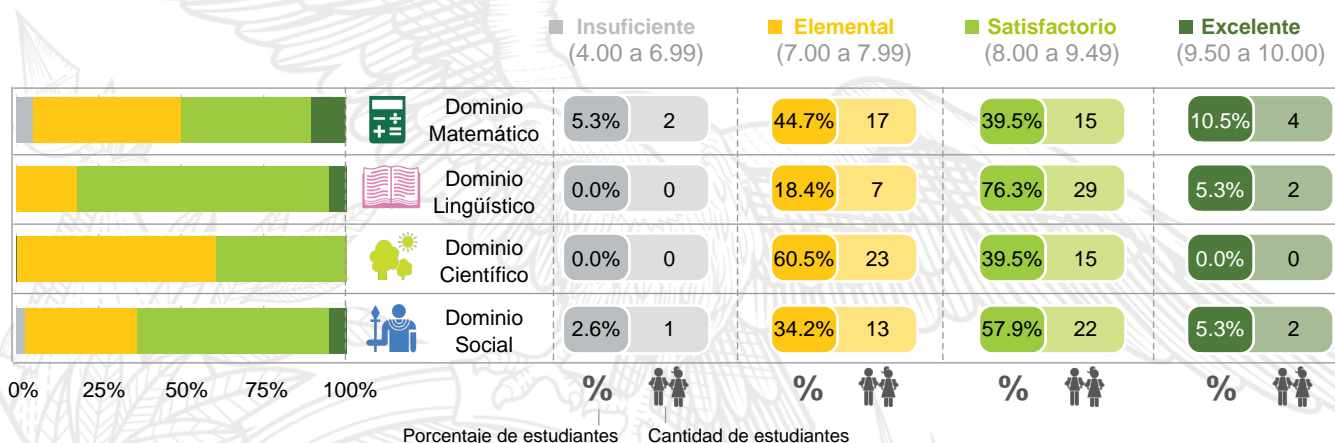 Insuficiente Elemental Satisfactorio Excelente
(4.00 a 6.99) (7.00 a 7.99) (8.00 a 9.49) (9.50 a 10.00)
Dominio
Matemático
5.3% 2 44.7% 17 39.5% 15 10.5% 4
Dominio
Lingüístico
0.0% 0 18.4% 7 76.3% 29 5.3% 2
Dominio
Científico
0.0% 0 60.5% 23 39.5% 15 0.0% 0
Dominio
Social
2.6% 1 34.2% 13 57.9% 22 5.3% 2
0% 25% 50% 75% 100% % % % %
Porcentaje de estudiantes Cantidad de estudiantes